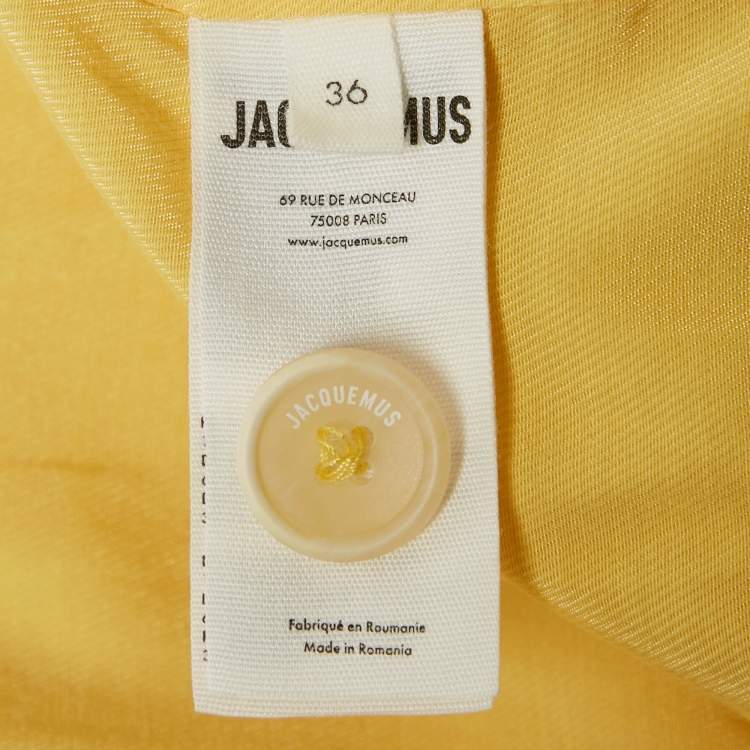 36
JACQUEMUS
69 RUE DE MONCEAU
75008 PARIS
www.jacquemus.com
JACQUEMUS
Fabriqué en Roumanie
Made in Romania